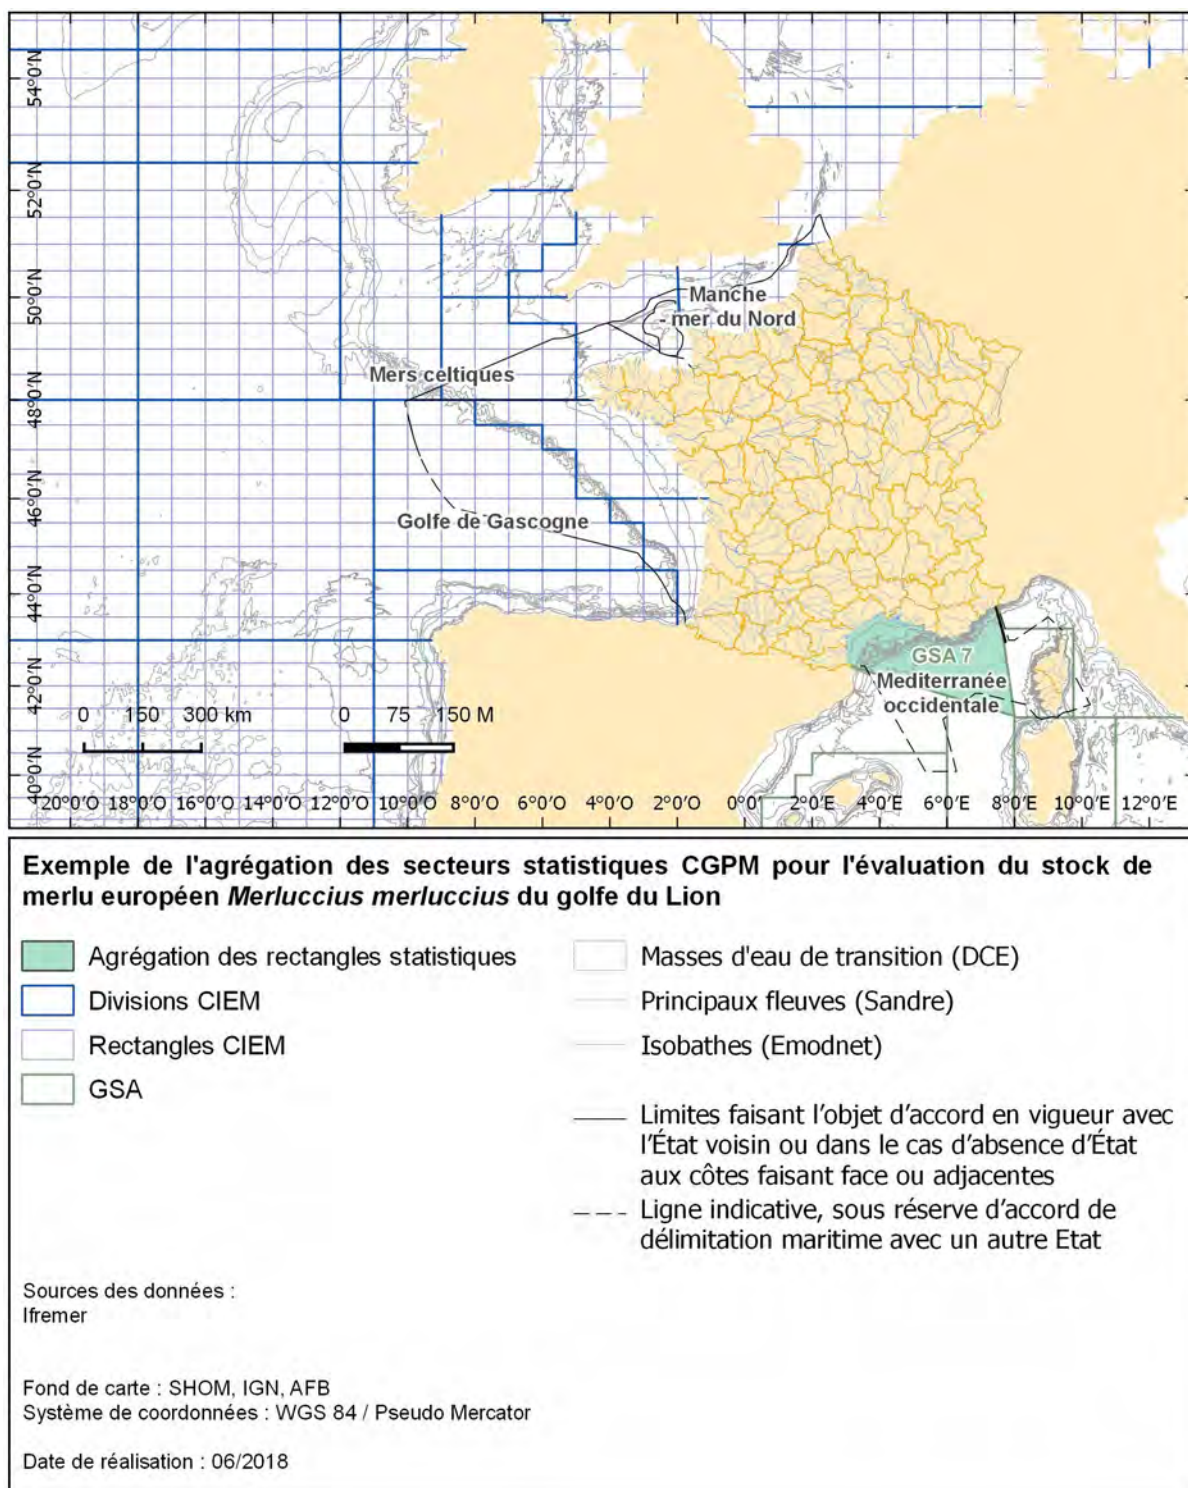 54°0'N
52°0'N
50°0'N
48°0'N
46°0'N
44°0'N
42°0'N
40°0'N
Manche
- mer du Nord
Mers celtiques
Golfe de Gascogne
GSA 7
Mediterranée
occidentale
0 150 300 km
0 75 150 M
20°0'O 18°0'O 16°0'O 14°0'O 12°0'O 10°0'O 8°0'O 6°0'O 4°0'O 2°0'O 0°0' 2°0'E 4°0'E 6°0'E 8°0'E 10°0'E 12°0'E
Exemple de l'agrégation des secteurs statistiques CGPM pour l'évaluation du stock de
merlu européen Merluccius merluccius du golfe du Lion
Agrégation des rectangles statistiques
Divisions CIEM
Rectangles CIEM
GSA
Masses d'eau de transition (DCE)
Principaux fleuves (Sandre)
Isobathes (Emodnet)
Limites faisant l'objet d'accord en vigueur avec
l'État voisin ou dans le cas d'absence d'État
aux côtes faisant face ou adjacentes
Ligne indicative, sous réserve d'accord de
délimitation maritime avec un autre Etat
Sources des données :
Ifremer
Fond de carte : SHOM, IGN, AFB
Système de coordonnées : WGS 84 / Pseudo Mercator
Date de réalisation : 06/2018